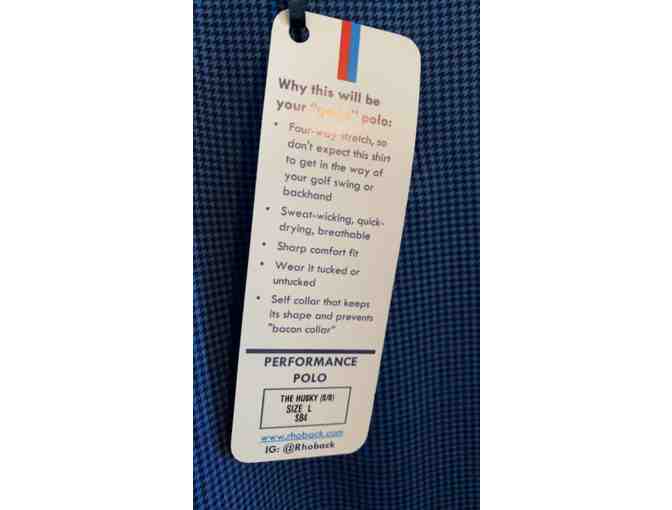 Why this will be
your "go-to" polo:
• Four-way stretch, so
don't expect this shirt
to get in the way of
your golf swing or
backhand
• Sweat-wicking, quick-
drying, breathable
• Sharp comfort fit
• Wear it tucked or
untucked
• Self collar that keeps
its shape and prevents
"bacon collar"
PERFORMANCE
POLO
THE HUSKY (B/B)
SIZE L
$84
www.rhoback.com
IG: @Rhoback